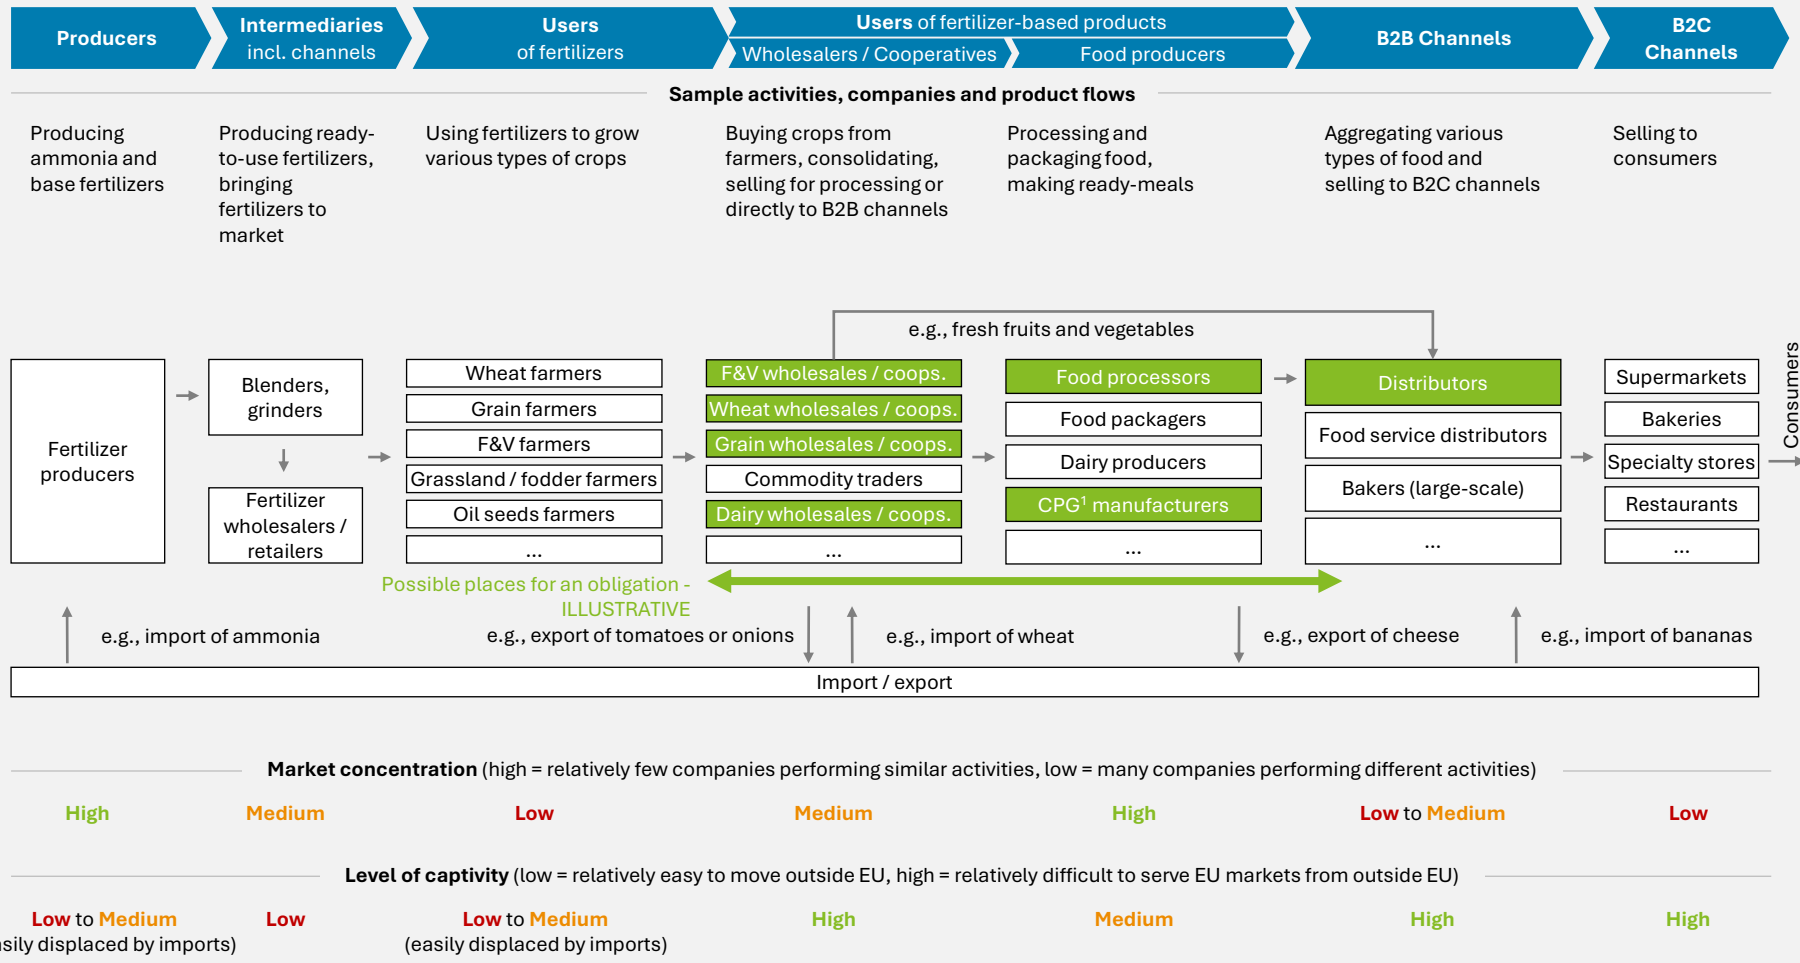 Producers
Intermediaries
incl. channels
Users
of fertilizers
Users of fertilizer-based products
Wholesalers / Cooperatives
Food producers
B2B Channels
B2C
Channels
Sample activities, companies and product flows
Producing
ammonia and
base fertilizers
Producing ready-
to-use fertilizers,
bringing
fertilizers to
market
Using fertilizers to grow
various types of crops
Buying crops from
farmers, consolidating,
selling for processing or
directly to B2B channels
Processing and
packaging food,
making ready-meals
Aggregating various
types of food and
selling to B2C channels
Selling to
consumers
e.g., fresh fruits and vegetables
Fertilizer
producers
Blenders,
grinders
Fertilizer
wholesalers /
retailers
Wheat farmers
Grain farmers
F&V farmers
Grassland / fodder farmers
Oil seeds farmers
...
F&V wholesales / coops.
Wheat wholesales / coops.
Grain wholesales / coops.
Commodity traders
Dairy wholesales / coops.
...
Food processors
Food packagers
Dairy producers
CPG¹ manufacturers
...
Distributors
Food service distributors
Bakers (large-scale)
...
Supermarkets
Bakeries
Specialty stores
Restaurants
...
Consumers
Possible places for an obligation -
ILLUSTRATIVE
e.g., import of ammonia
e.g., export of tomatoes or onions
e.g., import of wheat
e.g., export of cheese
e.g., import of bananas
Import / export
Market concentration (high = relatively few companies performing similar activities, low = many companies performing different activities)
High
Medium
Low
Medium
High
Low to Medium
Low
Level of captivity (low = relatively easy to move outside EU, high = relatively difficult to serve EU markets from outside EU)
Low to Medium
asily displaced by imports)
Low
Low to Medium
(easily displaced by imports)
High
Medium
High
High